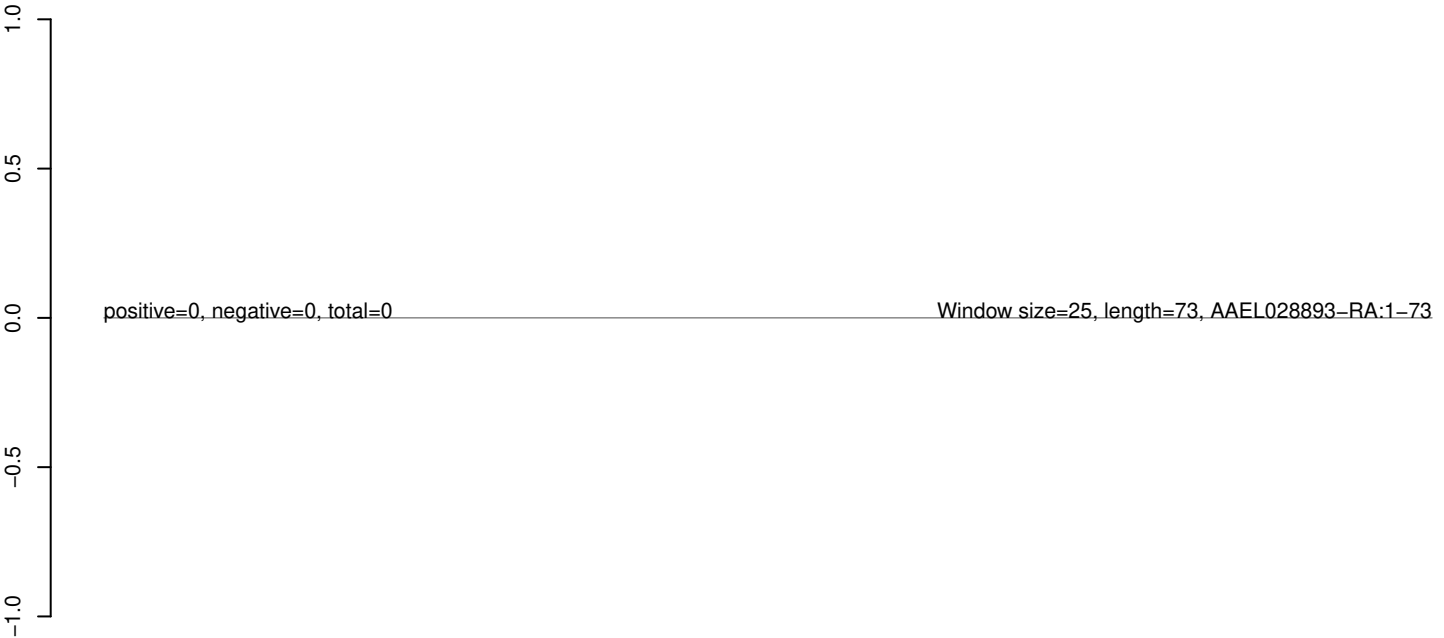 1.0
0.5
0.0
−0.5
−1.0
positive=0, negative=0, total=0
Window size=25, length=73, AAEL028893−RA:1−73